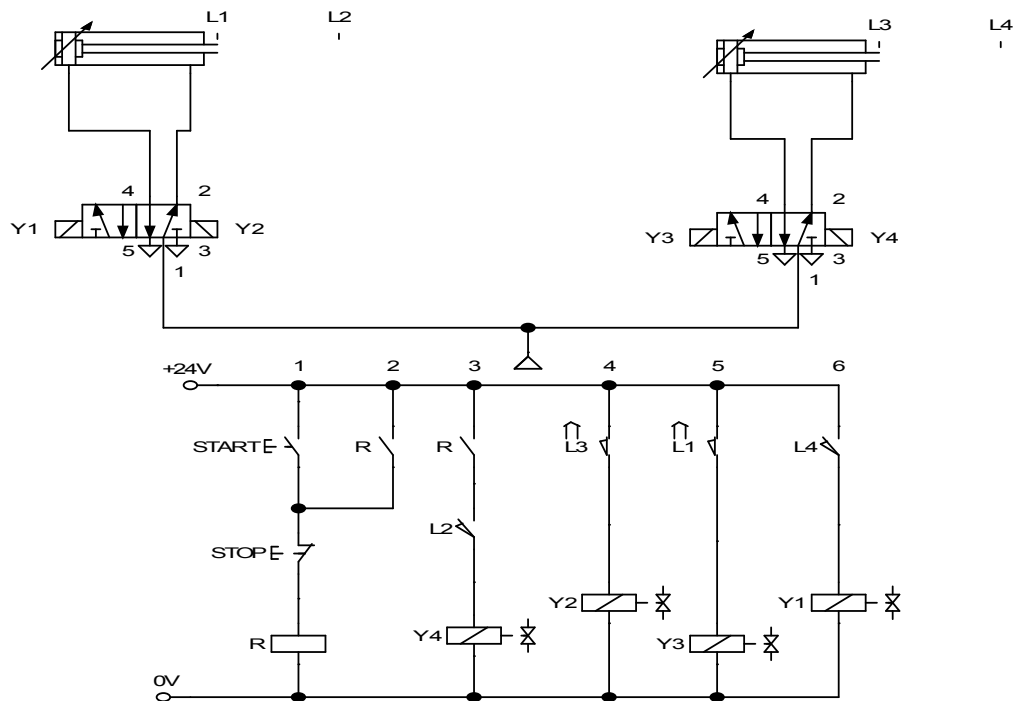 L1 L2 L3 L4
4 2 4 2
Y1 Y2 Y3 Y4
5 3 5 3
1 1
+24V 1 2 3 4 5 6
START R R L3 L1 L4
L2
STOP
Y2 Y1
R Y4 Y3
0V